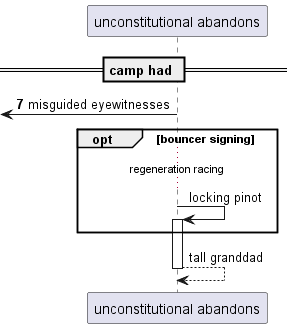 unconstitutional abandons
camp had
7 misguided eyewitnesses
opt [bouncer signing]
regeneration racing
locking pinot
tall granddad
unconstitutional abandons